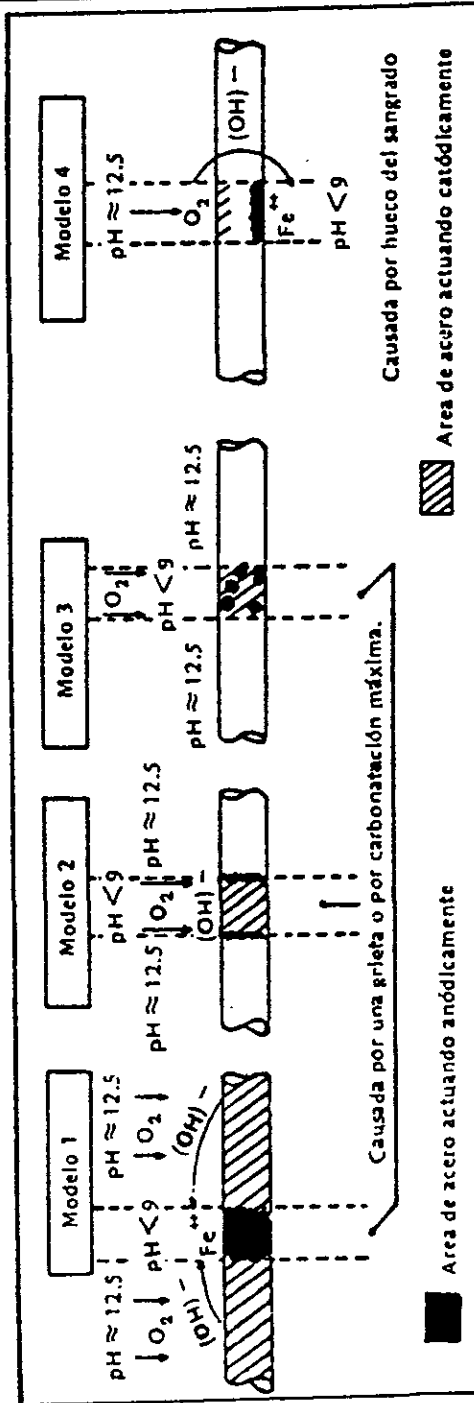 Modelo 1
pH ≈ 12.5
pH < 9
pH ≈ 12.5
O₂
O₂
Fe⁺⁺
(OH)⁻
(OH)⁻
Modelo 2
pH < 9
pH ≈ 12.5
pH ≈ 12.5
O₂
(OH)⁻
Modelo 3
O₂
pH < 9
pH ≈ 12.5
pH ≈ 12.5
Modelo 4
pH ≈ 12.5
O₂
(OH)⁻
Fe⁺⁺
pH < 9
Causada por una grieta o por carbonatación máxima.
Causada por hueco del sangrado
Area de acero actuando anódicamente
Area de acero actuando catódicamente